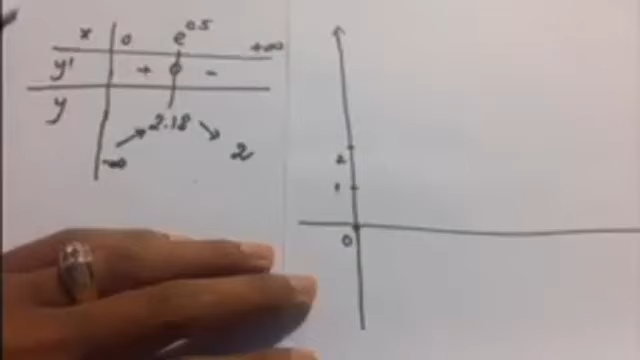 x 0 e^0.5 +∞
y' + 0 -
y 2.18
-∞ 2
2
1
0